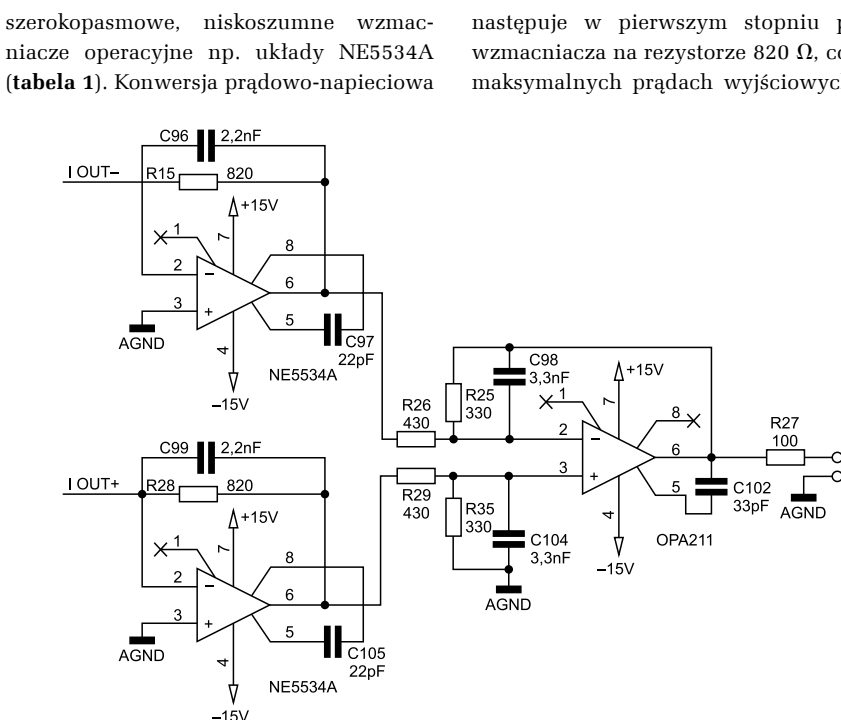 szerokopasmowe, niskoszumne wzmac-
niacze operacyjne np. układy NE5534A
(tabela 1). Konwersja prądowo-napieciowa
następuje w pierwszym stopniu
wzmacniacza na rezystorze 820 Ω,
maksymalnych prądach
C96 2,2nF
I OUT– R15 820
+15V
1
7
8
2
–
6
3
+
5
C97
22pF
AGND
4
NE5534A
–15V
C98
3,3nF
+15V
R25
330
1
7
8
R26
430
R27
100
2
–
6
3
+
5
C102
33pF
AGND
R29
430
R35
330
C104
3,3nF
4
OPA211
–15V
AGND
C99 2,2nF
I OUT+ R28 820
+15V
1
7
8
2
–
6
3
+
5
C105
22pF
AGND
4
NE5534A
–15V